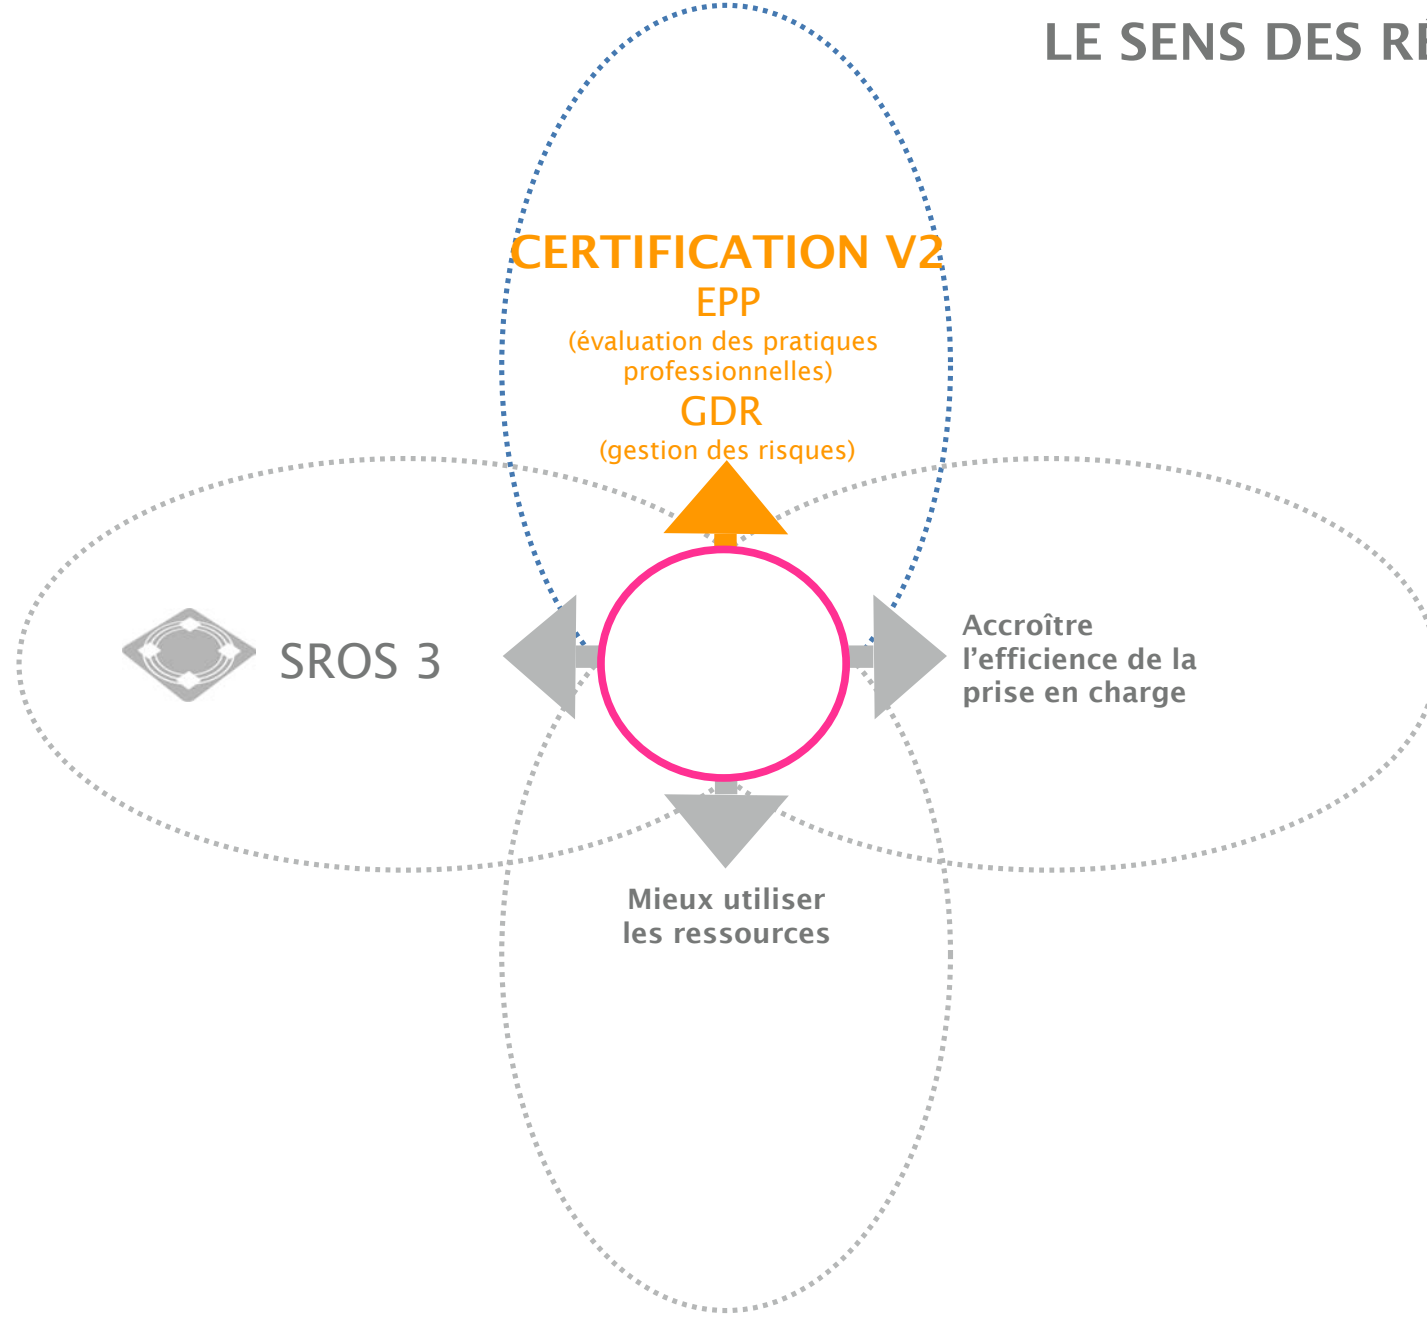 LE SENS DES RÉ
CERTIFICATION V2
EPP
(évaluation des pratiques
professionnelles)
GDR
(gestion des risques)
SROS 3
Accroître
l’efficience de la
prise en charge
Mieux utiliser
les ressources